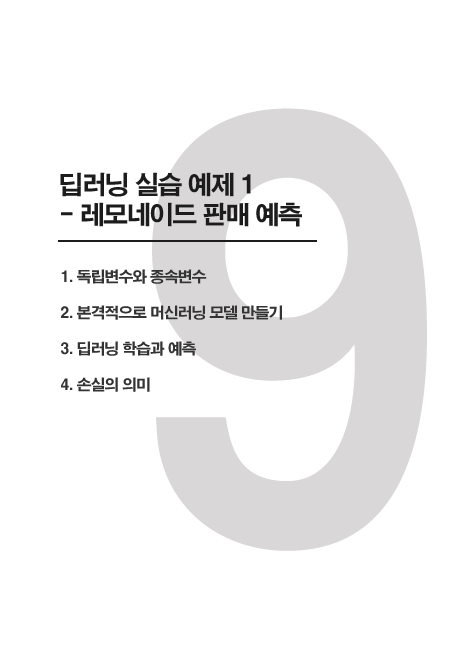 9
딥러닝 실습 예제 1
- 레모네이드 판매 예측
1. 독립변수와 종속변수
2. 본격적으로 머신러닝 모델 만들기
3. 딥러닝 학습과 예측
4. 손실의 의미